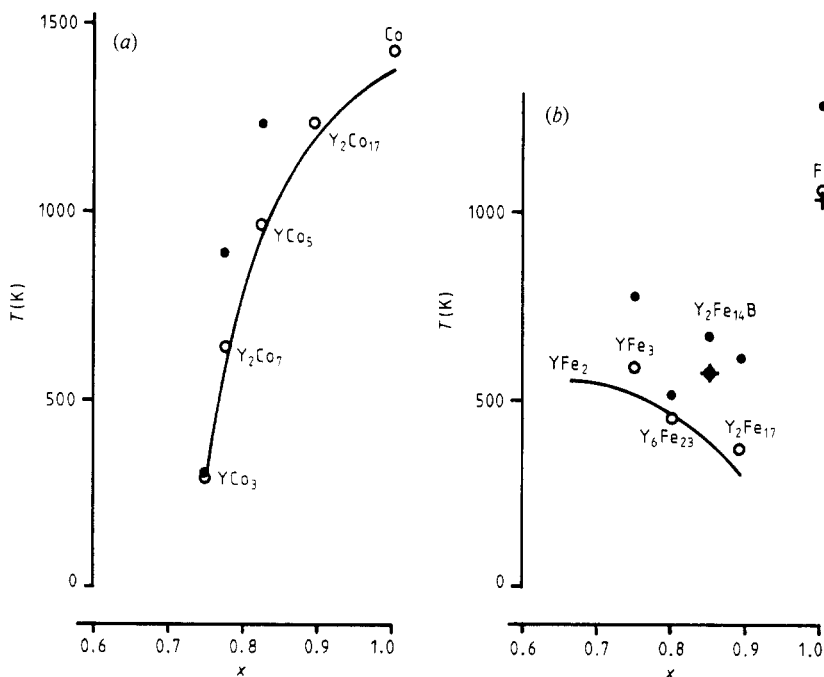 (a)
1500
1000
500
0
T(K)
Co
Y₂Co₁₇
YCo₅
Y₂Co₇
YCo₃
0.6 0.7 0.8 0.9 1.0
x
(b)
1000
500
0
T(K)
F
Y₂Fe₁₄B
YFe₃
YFe₂
Y₆Fe₂₃
Y₂Fe₁₇
0.6 0.7 0.8 0.9 1.0
x